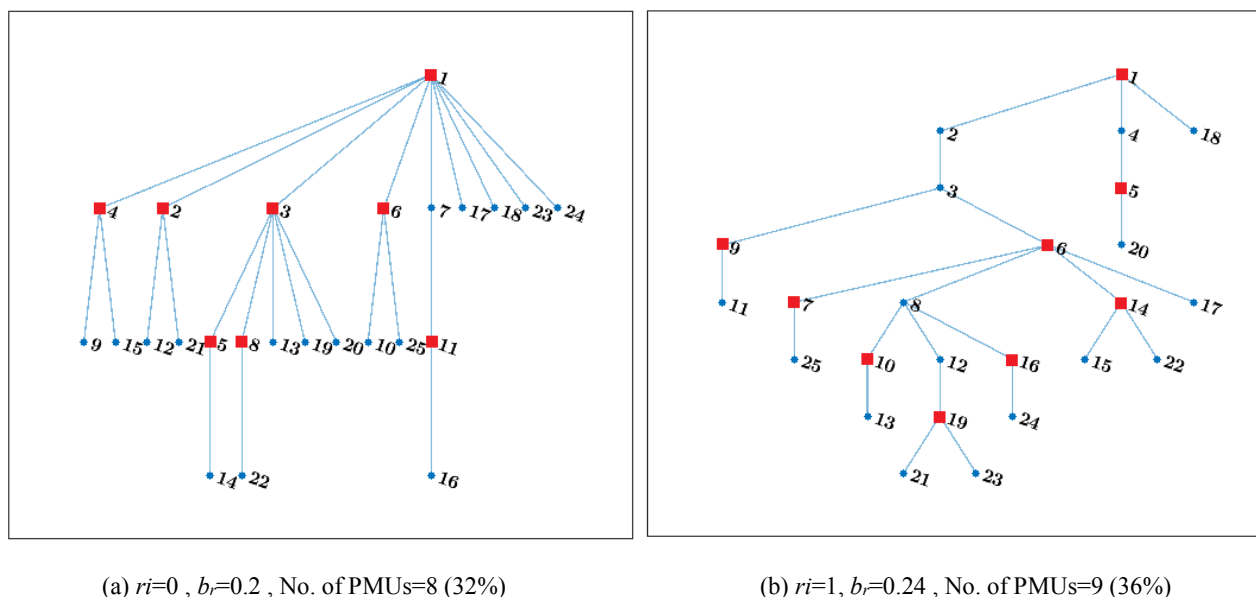 1
4 2 3 6 7 17 18 23 24
9 15 12 21 5 8 13 19 20 10 25 11
14 22 16
(a) ri=0 , br=0.2 , No. of PMUs=8 (32%)
1
2 4 18
3 5
9 6 20
11 7 8 14 17
25 10 12 16 15 22
13 19 24
21 23
(b) ri=1, br=0.24 , No. of PMUs=9 (36%)